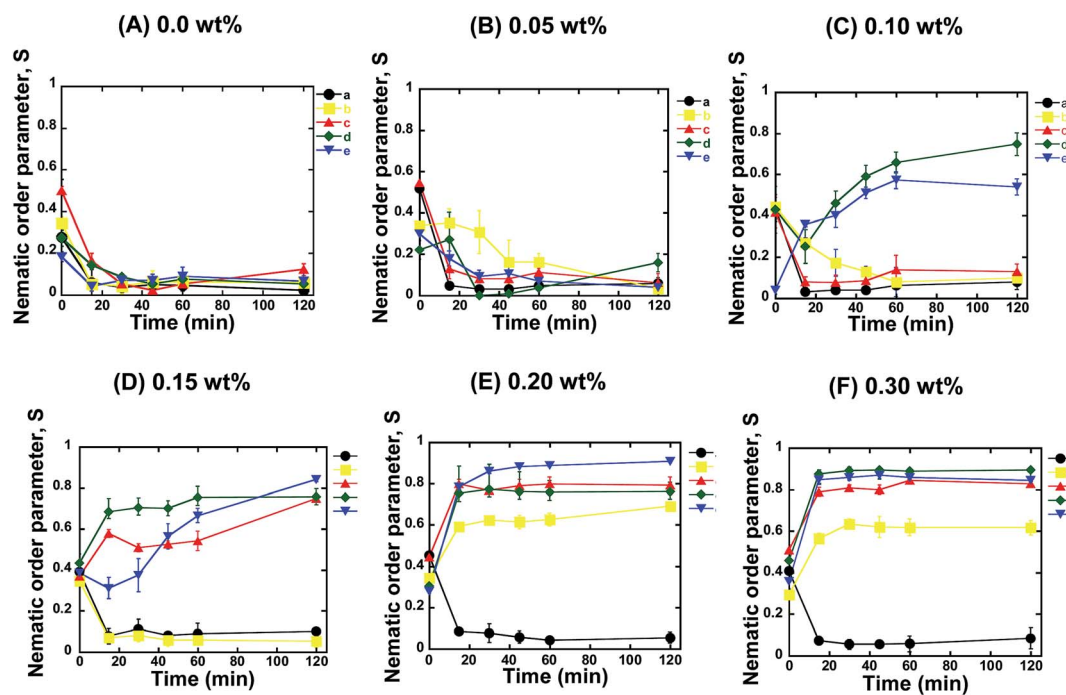 (A) 0.0 wt%
Nematic order parameter, S
1
0.8
0.6
0.4
0.2
0
0 20 40 60 80 100 120
Time (min)
a
b
c
d
e
(B) 0.05 wt%
Nematic order parameter, S
1
0.8
0.6
0.4
0.2
0
0 20 40 60 80 100 120
Time (min)
a
b
c
d
e
(C) 0.10 wt%
Nematic order parameter, S
1
0.8
0.6
0.4
0.2
0
0 20 40 60 80 100 120
Time (min)
a
b
c
d
e
(D) 0.15 wt%
Nematic order parameter, S
1
0.8
0.6
0.4
0.2
0
0 20 40 60 80 100 120
Time (min)
(E) 0.20 wt%
Nematic order parameter, S
1
0.8
0.6
0.4
0.2
0
0 20 40 60 80 100 120
Time (min)
(F) 0.30 wt%
Nematic order parameter, S
1
0.8
0.6
0.4
0.2
0
0 20 40 60 80 100 120
Time (min)